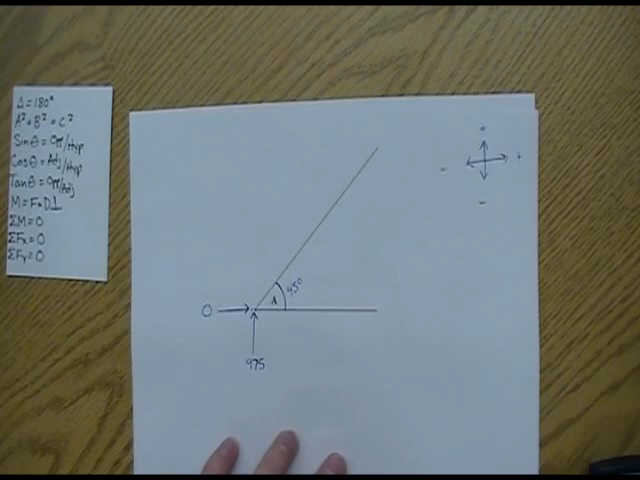 Δ = 180°
A² + B² = C²
Sinθ = OPP/Hyp
Cosθ = Adj/Hyp
Tanθ = OPP/Adj
M = F × D⊥
ΣM = 0
ΣFx = 0
ΣFy = 0
+
- +
-
45°
A
0
975